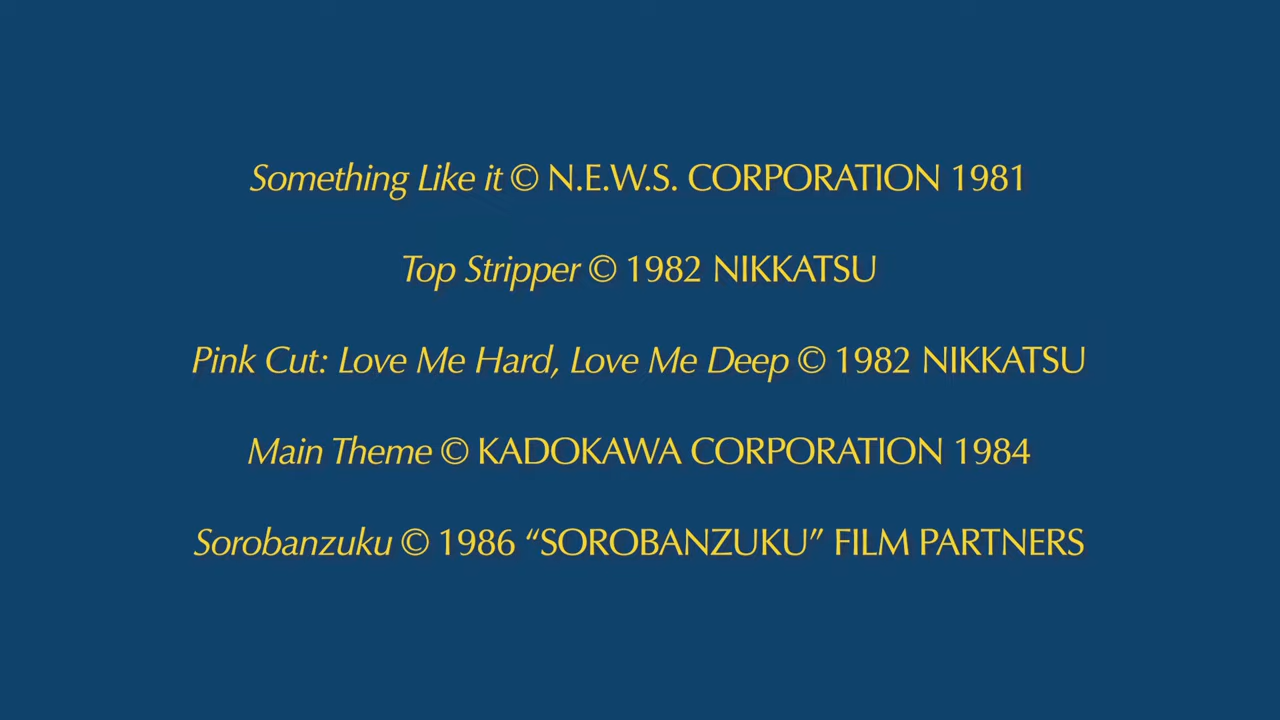 Something Like it © N.E.W.S. CORPORATION 1981
Top Stripper © 1982 NIKKATSU
Pink Cut: Love Me Hard, Love Me Deep © 1982 NIKKATSU
Main Theme © KADOKAWA CORPORATION 1984
Sorobanzuku © 1986 “SOROBANZUKU” FILM PARTNERS